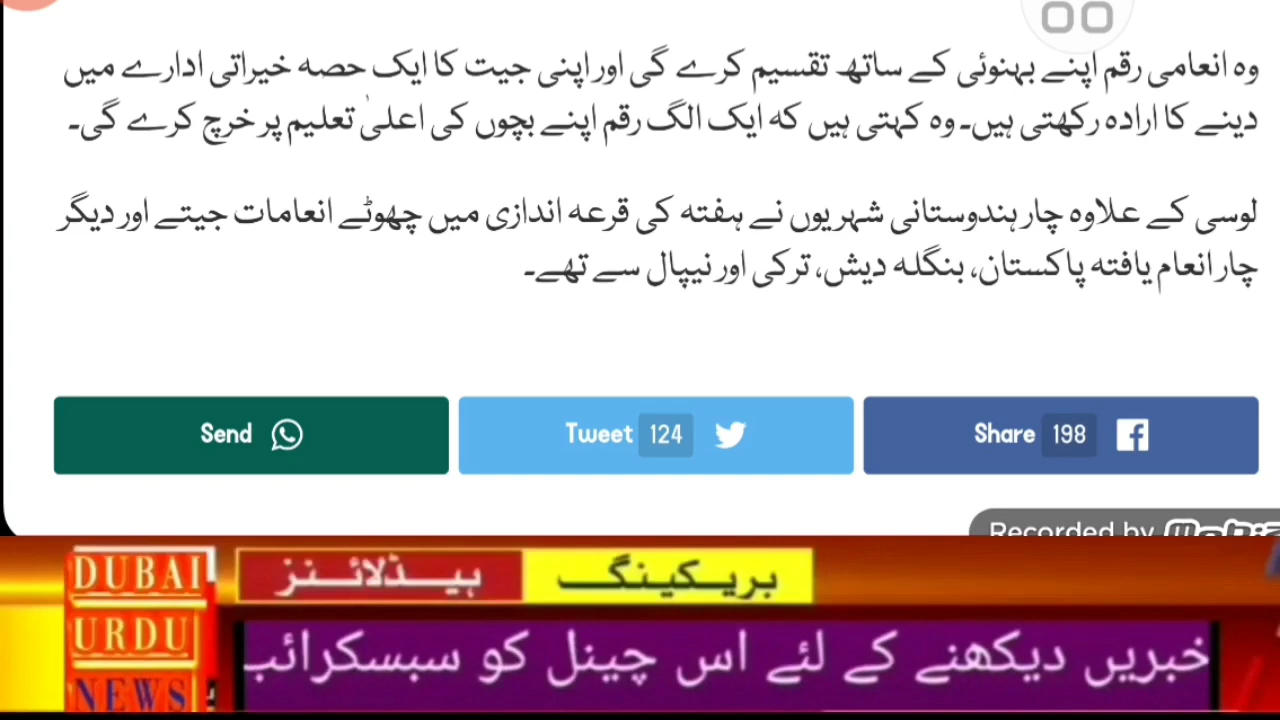 وہ انعامی رقم اپنے بہنوئی کے ساتھ تقسیم کرے گی اور اپنی جیت کا ایک حصہ خیراتی ادارے میں
دینے کا ارادہ رکھتی ہیں۔ وہ کہتی ہیں کہ ایک الگ رقم اپنے بچوں کی اعلیٰ تعلیم پر خرچ کرے گی۔
لوسی کے علاوہ چار ہندوستانی شہریوں نے ہفتہ کی قرعہ اندازی میں چھوٹے انعامات جیتے اور دیگر
چار انعام یافتہ پاکستان، بنگلہ دیش، ترکی اور نیپال سے تھے۔
Send Tweet 124 Share 198
Recorded by
DUBAI
URDU
NEWS
بریکینگ ہیڈلائنز
خبریں دیکھنے کے لئے اس چینل کو سبسکرائب